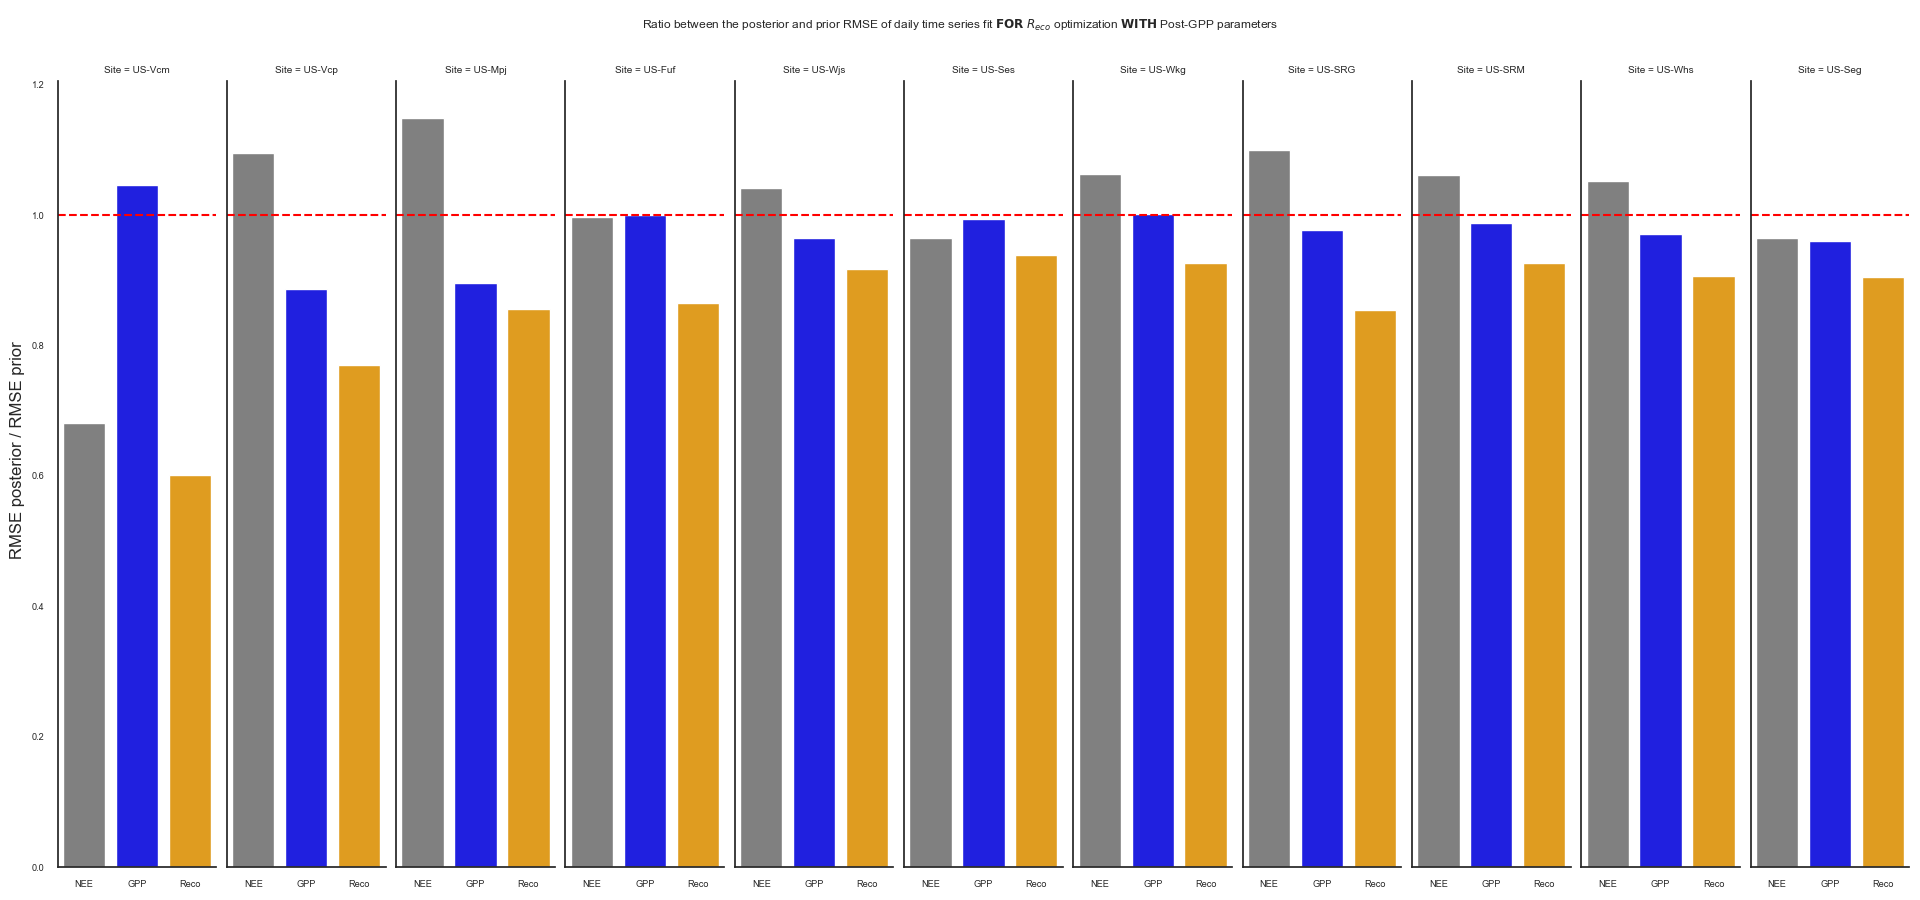 Ratio between the posterior and prior RMSE of daily time series fit FOR R_eco optimization WITH Post-GPP parameters
Site = US-Vcm
Site = US-Vcp
Site = US-Mpj
Site = US-Fuf
Site = US-Wjs
Site = US-Ses
Site = US-Wkg
Site = US-SRG
Site = US-SRM
Site = US-Whs
Site = US-Seg
RMSE posterior / RMSE prior
1.2
1.0
0.8
0.6
0.4
0.2
0.0
NEE GPP Reco
NEE GPP Reco
NEE GPP Reco
NEE GPP Reco
NEE GPP Reco
NEE GPP Reco
NEE GPP Reco
NEE GPP Reco
NEE GPP Reco
NEE GPP Reco
NEE GPP Reco